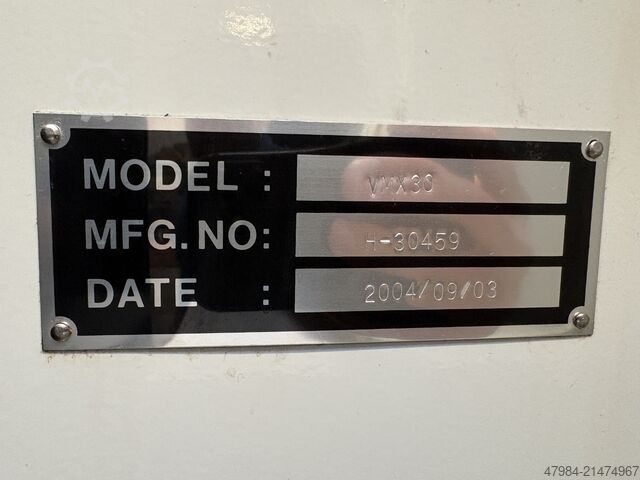 MODEL : VMX30
MFG.NO: H-30459
DATE : 2004/09/03
47984-21474967